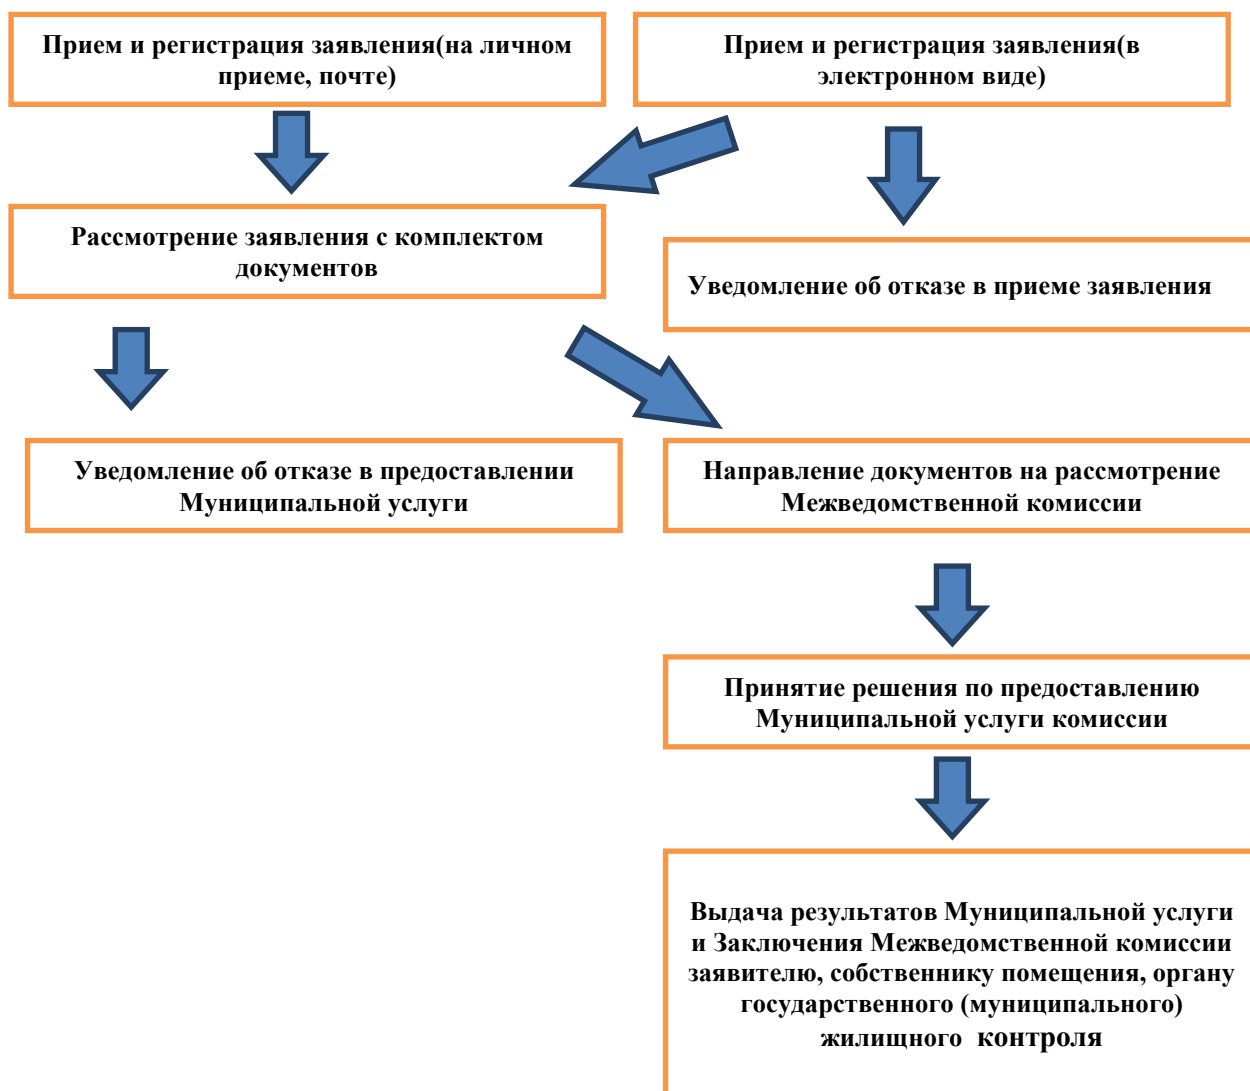 Прием и регистрация заявления(на личном
приеме, почте)
Прием и регистрация заявления(в
электронном виде)
Рассмотрение заявления с комплектом
документов
Уведомление об отказе в приеме заявления
Уведомление об отказе в предоставлении
Муниципальной услуги
Направление документов на рассмотрение
Межведомственной комиссии
Принятие решения по предоставлению
Муниципальной услуги комиссии
Выдача результатов Муниципальной услуги
и Заключения Межведомственной комиссии
заявителю, собственнику помещения, органу
государственного (муниципального)
жилищного контроля